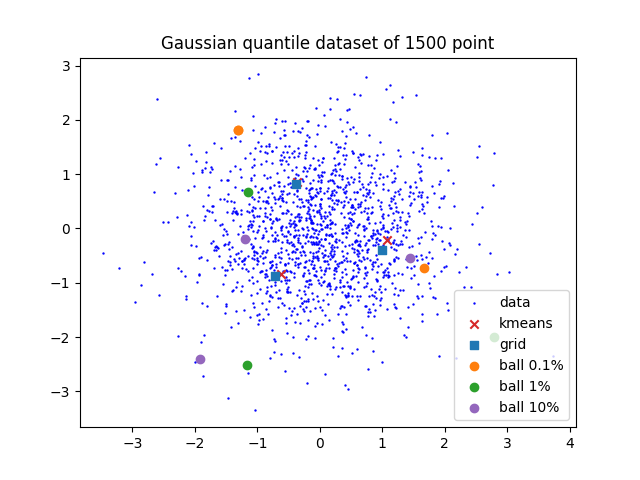 Gaussian quantile dataset of 1500 point
3
2
1
0
−1
−2
−3
data
kmeans
grid
ball 0.1%
ball 1%
ball 10%
−3 −2 −1 0 1 2 3 4